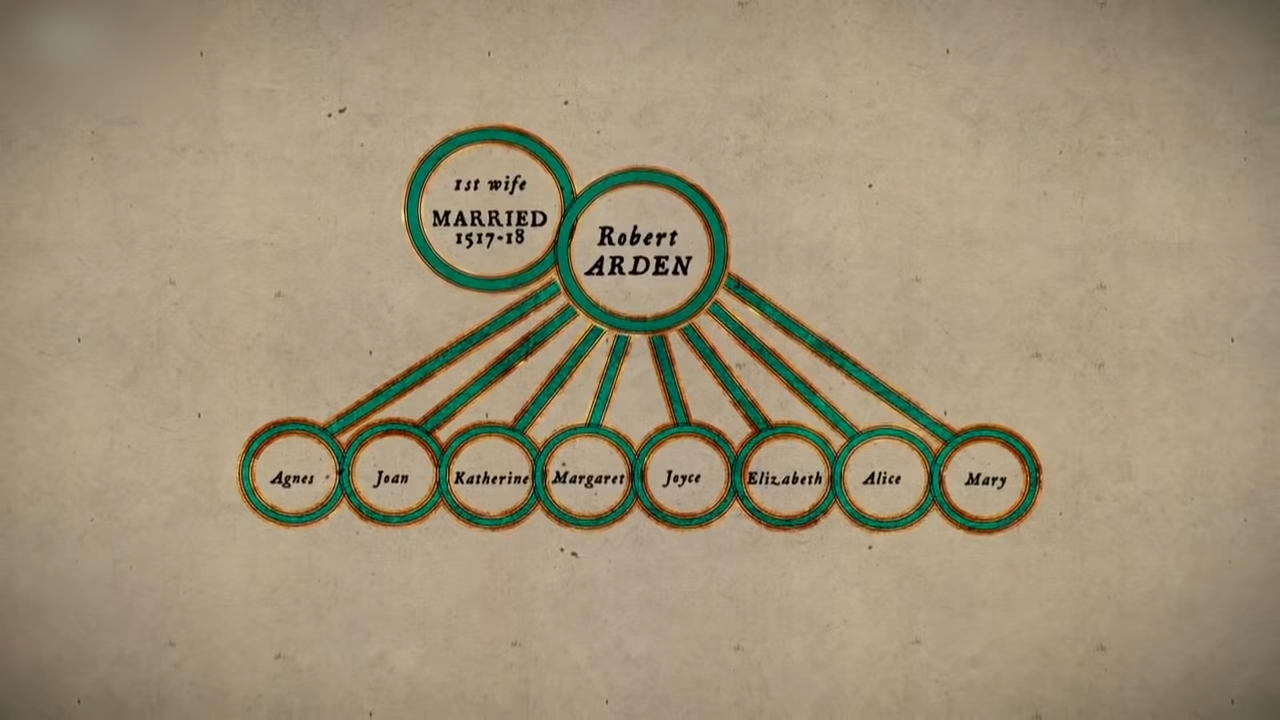 1st wife
MARRIED
1517-18
Robert
ARDEN
Agnes
Joan
Katherine
Margaret
Joyce
Elizabeth
Alice
Mary